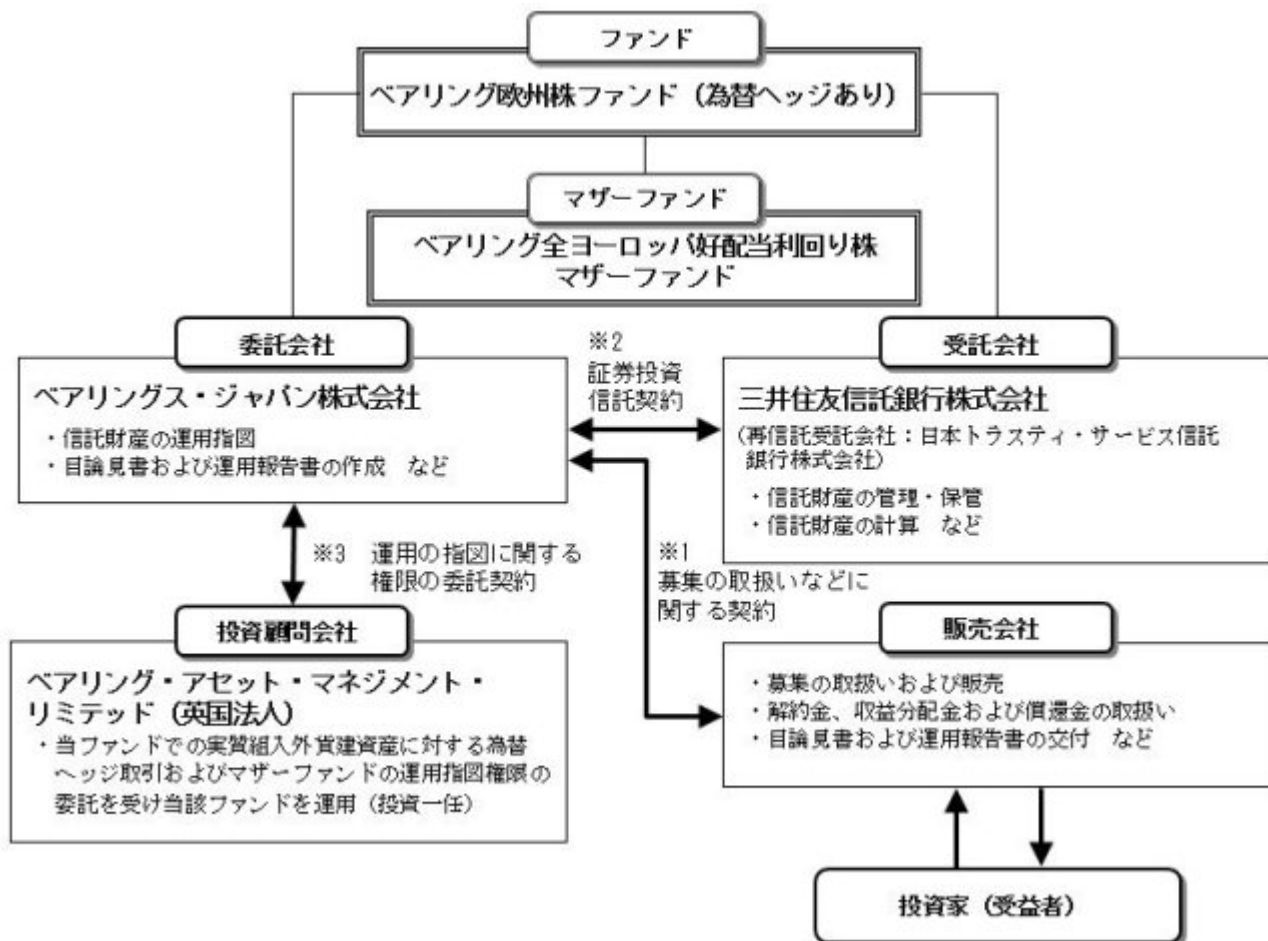 ファンド
ベアリング欧州株ファンド（為替ヘッジあり）
マザーファンド
ベアリング全ヨーロッパ好配当利回り株
マザーファンド
委託会社
ベアリングス・ジャパン株式会社
・信託財産の運用指図
・目論見書および運用報告書の作成　など
※2
証券投資
信託契約
受託会社
三井住友信託銀行株式会社
（再信託受託会社：日本トラスティ・サービス信託
銀行株式会社）
・信託財産の管理・保管
・信託財産の計算　など
※3　運用の指図に関する
権限の委託契約
※1
募集の取扱いなどに
関する契約
投資顧問会社
ベアリング・アセット・マネジメント・
リミテッド（英国法人）
・当ファンドでの実質組入外貨建資産に対する為替
ヘッジ取引およびマザーファンドの運用指図権限の
委託を受け当該ファンドを運用（投資一任）
販売会社
・募集の取扱いおよび販売
・解約金、収益分配金および償還金の取扱い
・目論見書および運用報告書の交付　など
投資家（受益者）